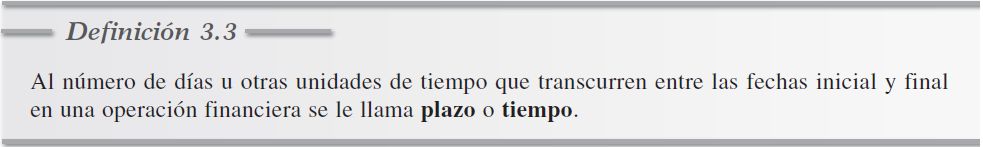 Definición 3.3
Al número de días u otras unidades de tiempo que transcurren entre las fechas inicial y final
en una operación financiera se le llama plazo o tiempo.